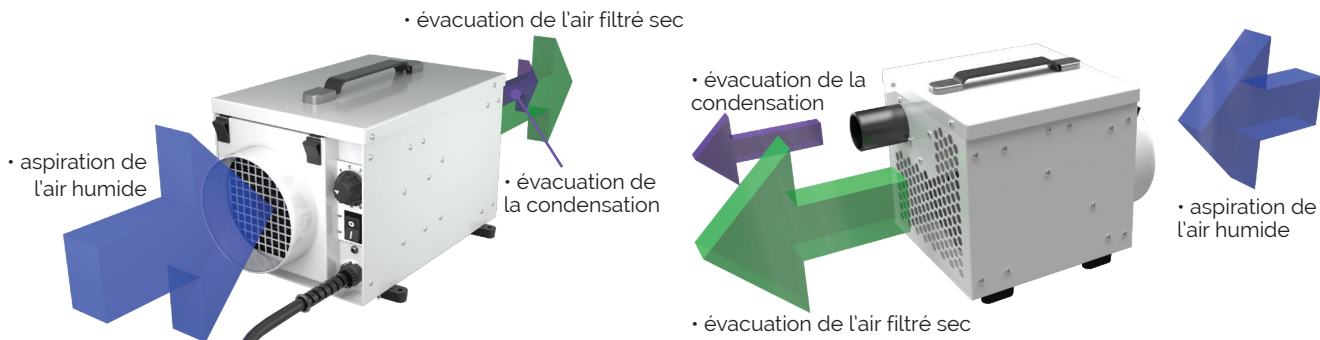 • évacuation de l'air filtré sec
• aspiration de
l'air humide
• évacuation de
la condensation
• évacuation de la
condensation
• aspiration de
l'air humide
• évacuation de l'air filtré sec